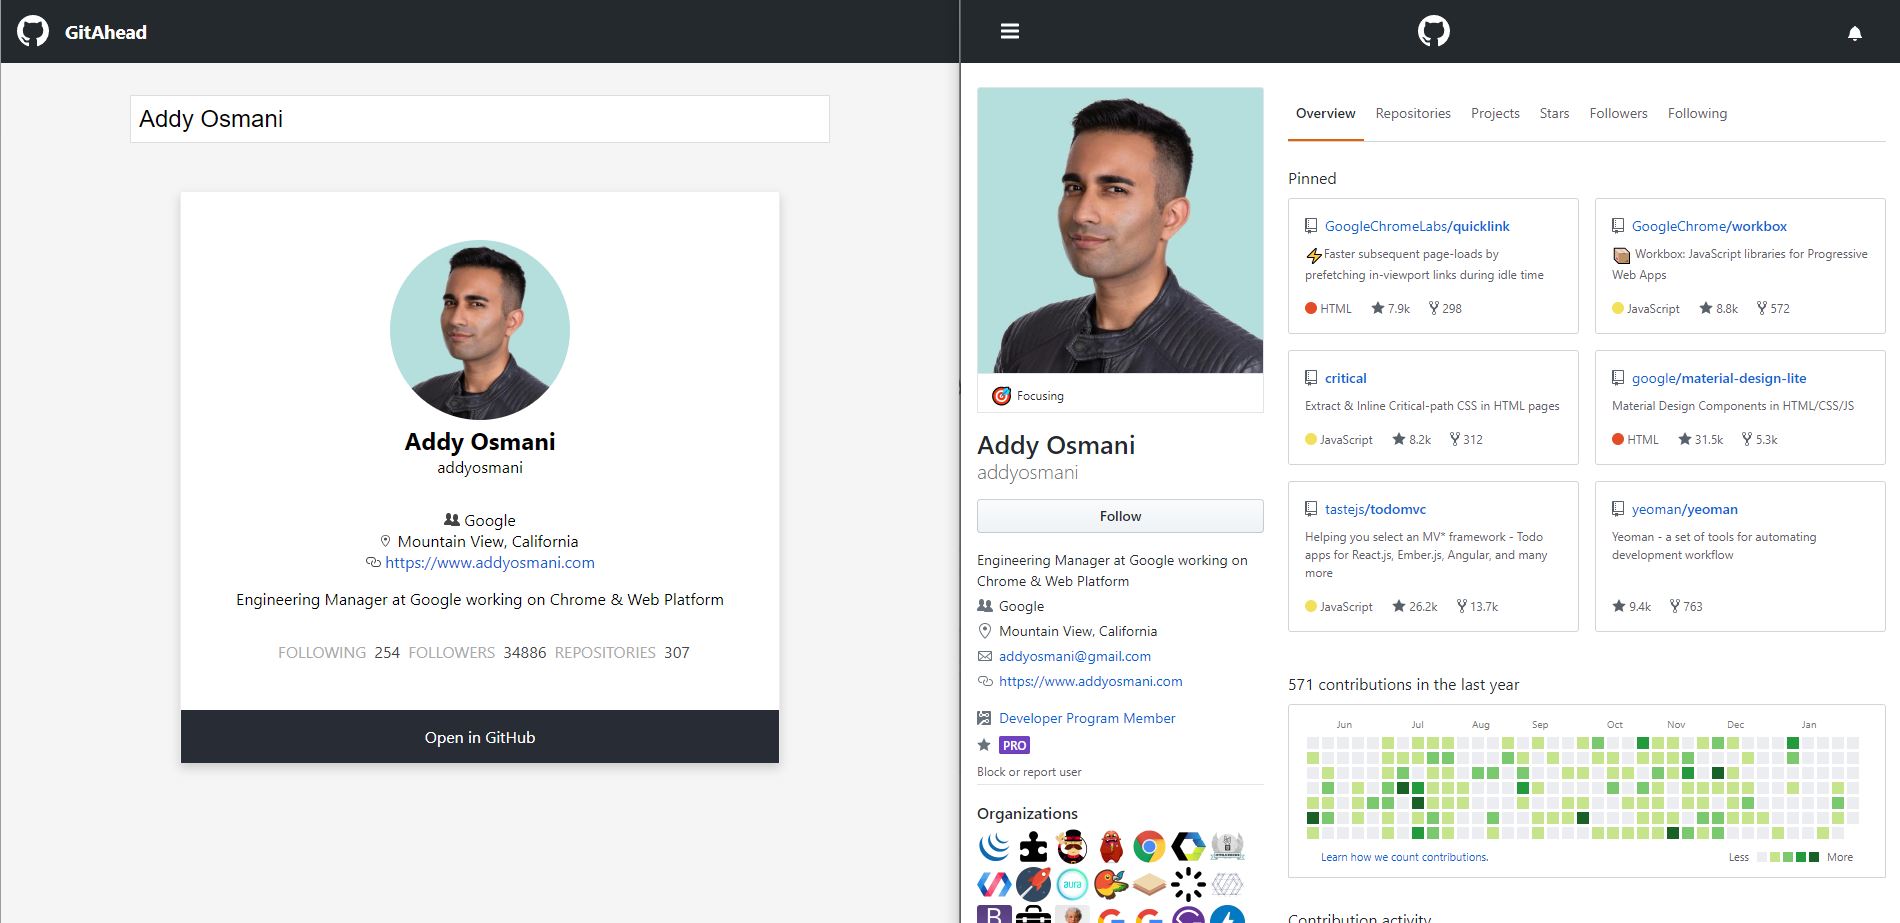 GitAhead
Addy Osmani
Addy Osmani
addyosmani
Google
Mountain View, California
https://www.addyosmani.com
Engineering Manager at Google working on Chrome & Web Platform
FOLLOWING 254 FOLLOWERS 34886 REPOSITORIES 307
Open in GitHub
Focusing
Addy Osmani
addyosmani
Follow
Engineering Manager at Google working on
Chrome & Web Platform
Google
Mountain View, California
addyosmani@gmail.com
https://www.addyosmani.com
Developer Program Member
PRO
Block or report user
Organizations
aura
B
Overview Repositories Projects Stars Followers Following
Pinned
GoogleChromeLabs/quicklink
Faster subsequent page-loads by
prefetching in-viewport links during idle time
HTML 7.9k 298
GoogleChrome/workbox
Workbox: JavaScript libraries for Progressive
Web Apps
JavaScript 8.8k 572
critical
Extract & Inline Critical-path CSS in HTML pages
JavaScript 8.2k 312
google/material-design-lite
Material Design Components in HTML/CSS/JS
HTML 31.5k 5.3k
tastejs/todomvc
Helping you select an MV* framework - Todo
apps for React.js, Ember.js, Angular, and many
more
JavaScript 26.2k 13.7k
yeoman/yeoman
Yeoman - a set of tools for automating
development workflow
9.4k 763
571 contributions in the last year
Jun Jul Aug Sep Oct Nov Dec Jan
Learn how we count contributions.
Less More
Contribution activity